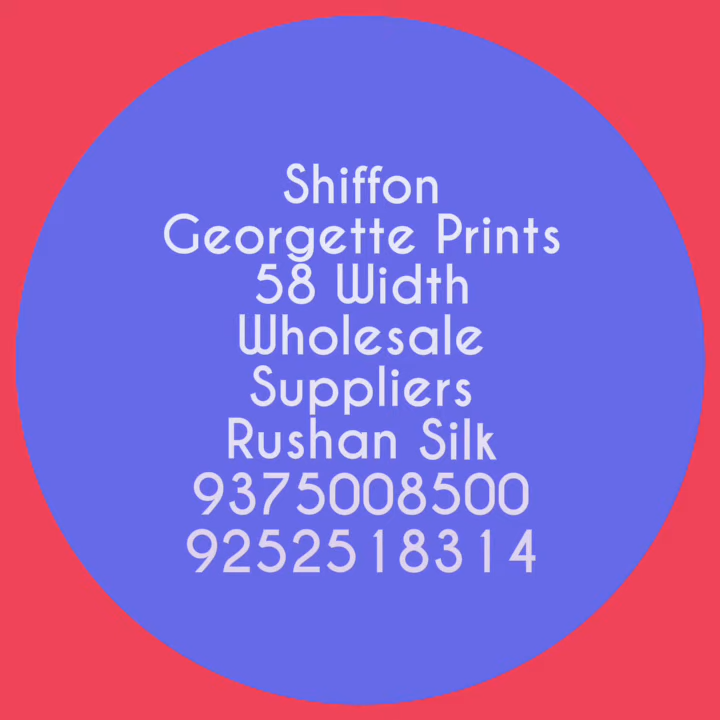 Shiffon
Georgette Prints
58 Width
Wholesale
Suppliers
Rushan Silk
9375008500
9252518314